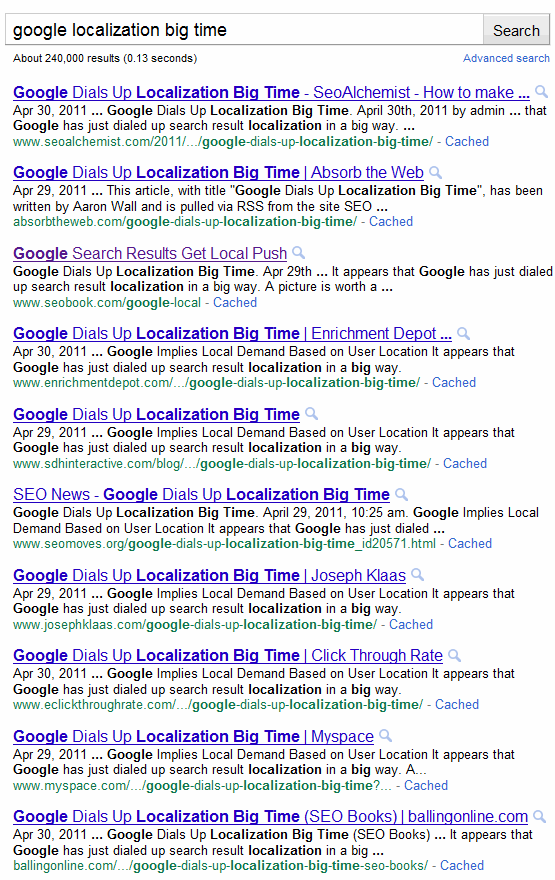 google localization big time
Search
About 240,000 results (0.13 seconds)
Advanced search
Google Dials Up Localization Big Time - SeoAlchemist - How to make ...
Apr 30, 2011 ... Google Dials Up Localization Big Time. April 30th, 2011 by admin ... that
Google has just dialed up search result localization in a big way. ...
www.seoalchemist.com/2011/.../google-dials-up-localization-big-time/ - Cached
Google Dials Up Localization Big Time | Absorb the Web
Apr 29, 2011 ... This article, with title "Google Dials Up Localization Big Time", has been
written by Aaron Wall and is pulled via RSS from the site SEO ...
absorbtheweb.com/google-dials-up-localization-big-time/ - Cached
Google Search Results Get Local Push
Google Dials Up Localization Big Time. Apr 29th ... It appears that Google has just dialed
up search result localization in a big way. A picture is worth a ...
www.seobook.com/google-local - Cached
Google Dials Up Localization Big Time | Enrichment Depot ...
Apr 30, 2011 ... Google Implies Local Demand Based on User Location It appears that
Google has just dialed up search result localization in a big way.
www.enrichmentdepot.com/.../google-dials-up-localization-big-time/ - Cached
Google Dials Up Localization Big Time
Apr 29, 2011 ... Google Implies Local Demand Based on User Location It appears that
Google has just dialed up search result localization in a big way.
www.sdhinteractive.com/blog/.../google-dials-up-localization-big-time/ - Cached
SEO News - Google Dials Up Localization Big Time
Google Dials Up Localization Big Time. April 29, 2011, 10:25 am. Google Implies Local
Demand Based on User Location It appears that Google has just dialed ...
www.seomoves.org/google-dials-up-localization-big-time_id20571.html - Cached
Google Dials Up Localization Big Time | Joseph Klaas
Apr 29, 2011 ... Google Implies Local Demand Based on User Location It appears that
Google has just dialed up search result localization in a big way.
www.josephklaas.com/google-dials-up-localization-big-time/ - Cached
Google Dials Up Localization Big Time | Click Through Rate
Apr 30, 2011 ... Google Implies Local Demand Based on User Location It appears that
Google has just dialed up search result localization in a big way.
www.eclickthroughrate.com/.../google-dials-up-localization-big-time/ - Cached
Google Dials Up Localization Big Time | Myspace
Apr 29, 2011 ... Google Implies Local Demand Based on User Location It appears that
Google has just dialed up search result localization in a big way. A...
www.myspace.com/.../google-dials-up-localization-big-time?... - Cached
Google Dials Up Localization Big Time (SEO Books) | ballingonline.com
Apr 30, 2011 ... Google Dials Up Localization Big Time (SEO Books) ... It appears that
Google has just dialed up search result localization in a big ...
ballingonline.com/.../google-dials-up-localization-big-time-seo-books/ - Cached